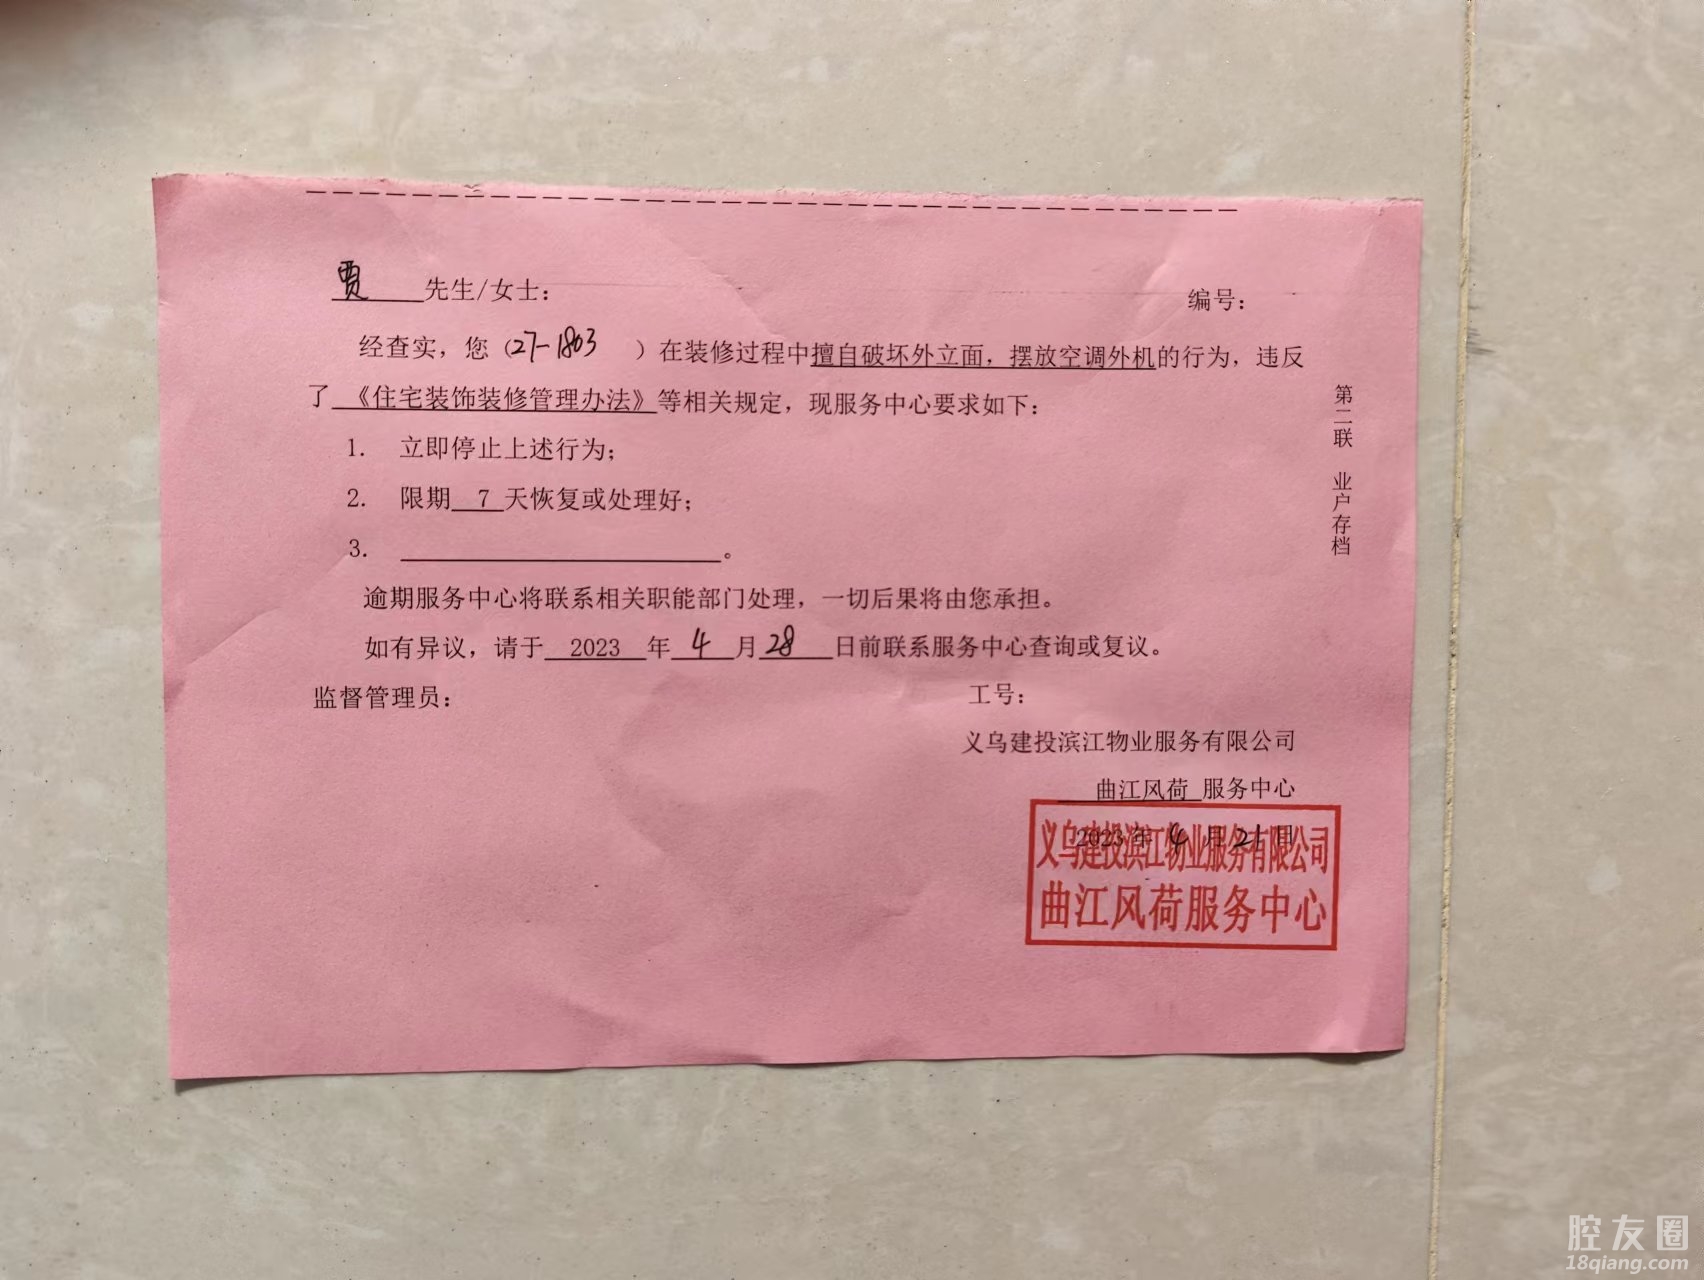 贾 先生/女士：
编号：
经查实，您（27-1803 ）在装修过程中擅自破坏外立面，摆放空调外机的行为，违反
了《住宅装饰装修管理办法》等相关规定，现服务中心要求如下：
1. 立即停止上述行为；
2. 限期 7 天恢复或处理好；
3. 。
逾期服务中心将联系相关职能部门处理，一切后果将由您承担。
如有异议，请于 2023 年 4 月 28 日前联系服务中心查询或复议。
监督管理员：
工号：
义乌建投滨江物业服务有限公司
曲江风荷 服务中心
2023 年 4 月 21 日
义乌建投滨江物业服务有限公司
曲江风荷服务中心
第二联 业户存档
腔友圈
18qiang.com